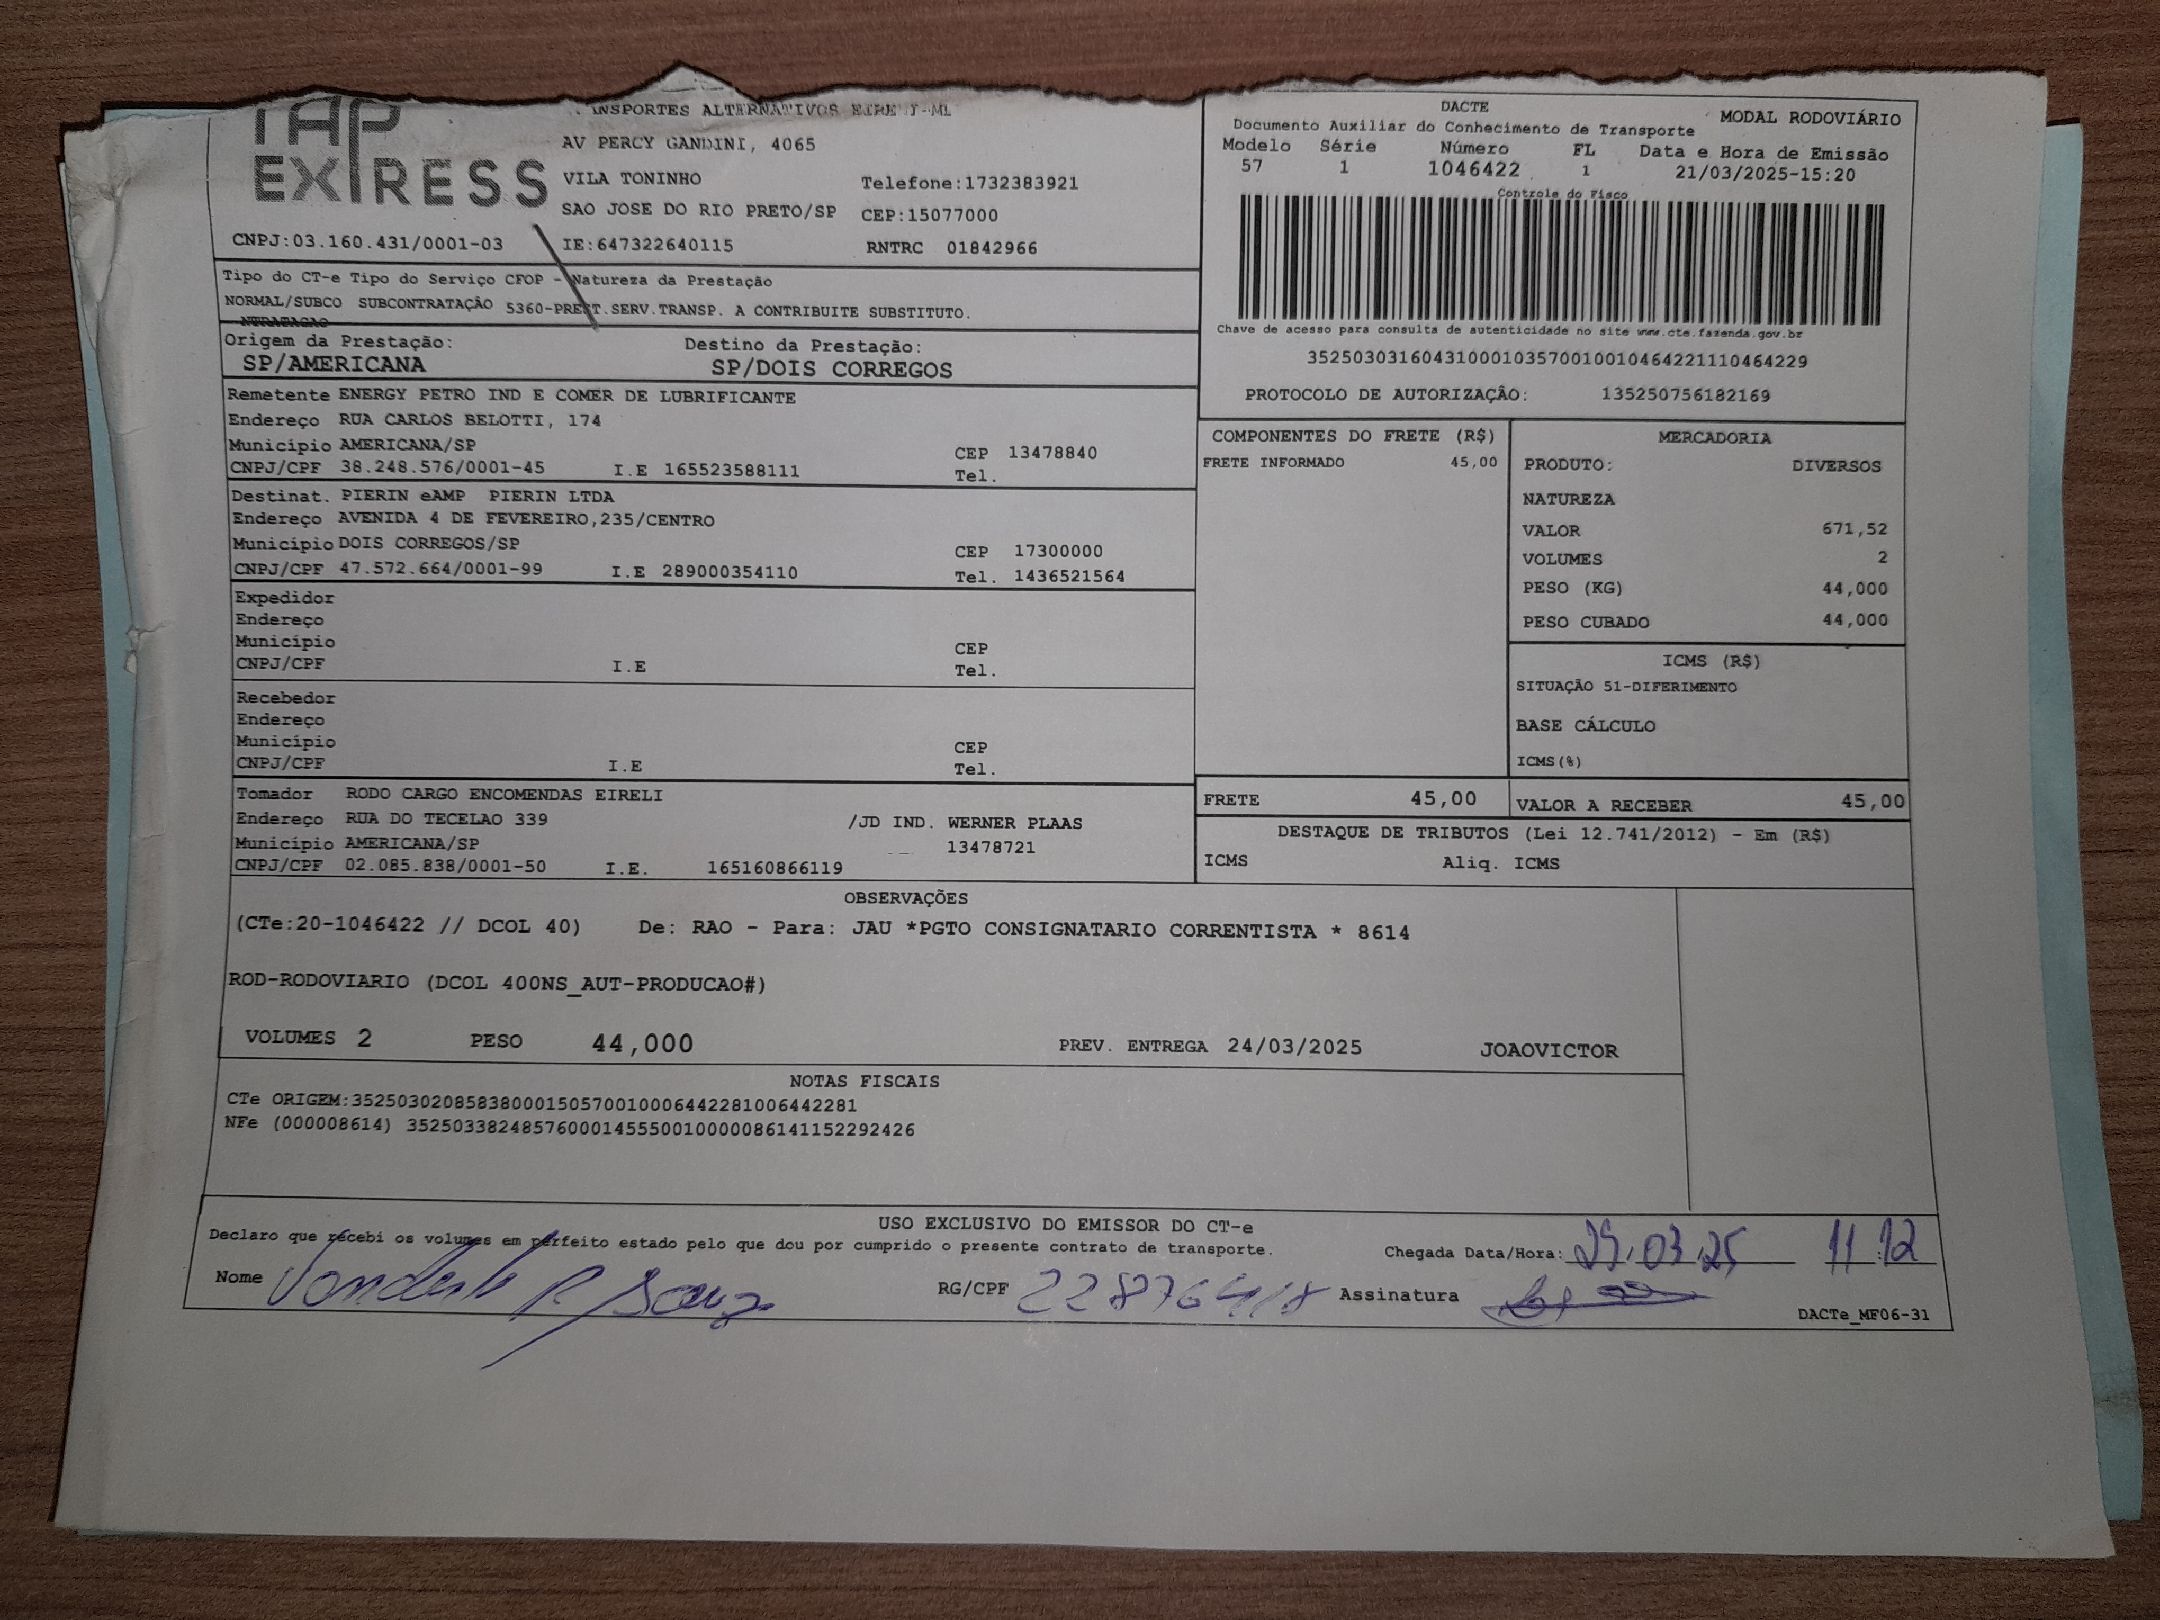 TAP
EXPRESS
ALTERNATIVOS
AV PERCY GANDINI, 4065
VILA TONINHO Telefone:1732383921
SAO JOSE DO RIO PRETO/SP CEP:15077000
CNPJ:03.160.431/0001-03 IE:647322640115 RNTRC 01842966
DACTE MODAL RODOVIÁRIO
Documento Auxiliar do Conhecimento de Transporte
Modelo Série Número FL Data e Hora de Emissão
57 1 1046422 1 21/03/2025-15:20
Controle do Fisco
Chave de acesso para consulta de autenticidade no site www.cte.fazenda.gov.br
35250303160431000103570010010464221110464229
PROTOCOLO DE AUTORIZAÇÃO: 135250756182169
Tipo do CT-e Tipo do Serviço CFOP - Natureza da Prestação
NORMAL/SUBCO SUBCONTRATAÇÃO 5360-PREST.SERV.TRANSP. A CONTRIBUITE SUBSTITUTO.
NTRATACAO
Origem da Prestação: Destino da Prestação:
SP/AMERICANA SP/DOIS CORREGOS
Remetente ENERGY PETRO IND E COMER DE LUBRIFICANTE
Endereço RUA CARLOS BELOTTI, 174
Município AMERICANA/SP CEP 13478840
CNPJ/CPF 38.248.576/0001-45 I.E 165523588111 Tel.
Destinat. PIERIN eAMP PIERIN LTDA
Endereço AVENIDA 4 DE FEVEREIRO,235/CENTRO
Município DOIS CORREGOS/SP CEP 17300000
CNPJ/CPF 47.572.664/0001-99 I.E 289000354110 Tel. 1436521564
Expedidor
Endereço
Município CEP
CNPJ/CPF I.E Tel.
Recebedor
Endereço
Município CEP
CNPJ/CPF I.E Tel.
Tomador RODO CARGO ENCOMENDAS EIRELI
Endereço RUA DO TECELAO 339 /JD IND. WERNER PLAAS
Município AMERICANA/SP 13478721
CNPJ/CPF 02.085.838/0001-50 I.E. 165160866119
COMPONENTES DO FRETE (R$)
FRETE INFORMADO 45,00
MERCADORIA
PRODUTO: DIVERSOS
NATUREZA
VALOR 671,52
VOLUMES 2
PESO (KG) 44,000
PESO CUBADO 44,000
ICMS (R$)
SITUAÇÃO 51-DIFERIMENTO
BASE CÁLCULO
ICMS(%)
FRETE 45,00 VALOR A RECEBER 45,00
DESTAQUE DE TRIBUTOS (Lei 12.741/2012) - Em (R$)
ICMS Aliq. ICMS
OBSERVAÇÕES
(CTe:20-1046422 // DCOL 40) De: RAO - Para: JAU *PGTO CONSIGNATARIO CORRENTISTA * 8614
ROD-RODOVIARIO (DCOL 400NS_AUT-PRODUCAO#)
VOLUMES 2 PESO 44,000 PREV. ENTREGA 24/03/2025 JOAOVICTOR
NOTAS FISCAIS
CTe ORIGEM:35250302085838000150570010006442281006442281
NFe (000008614) 35250338248576000145550010000086141152292426
USO EXCLUSIVO DO EMISSOR DO CT-e
Declaro que recebi os volumes em perfeito estado pelo que dou por cumprido o presente contrato de transporte.
Chegada Data/Hora: 11:12
Nome RG/CPF Assinatura
DACTe_MF06-31